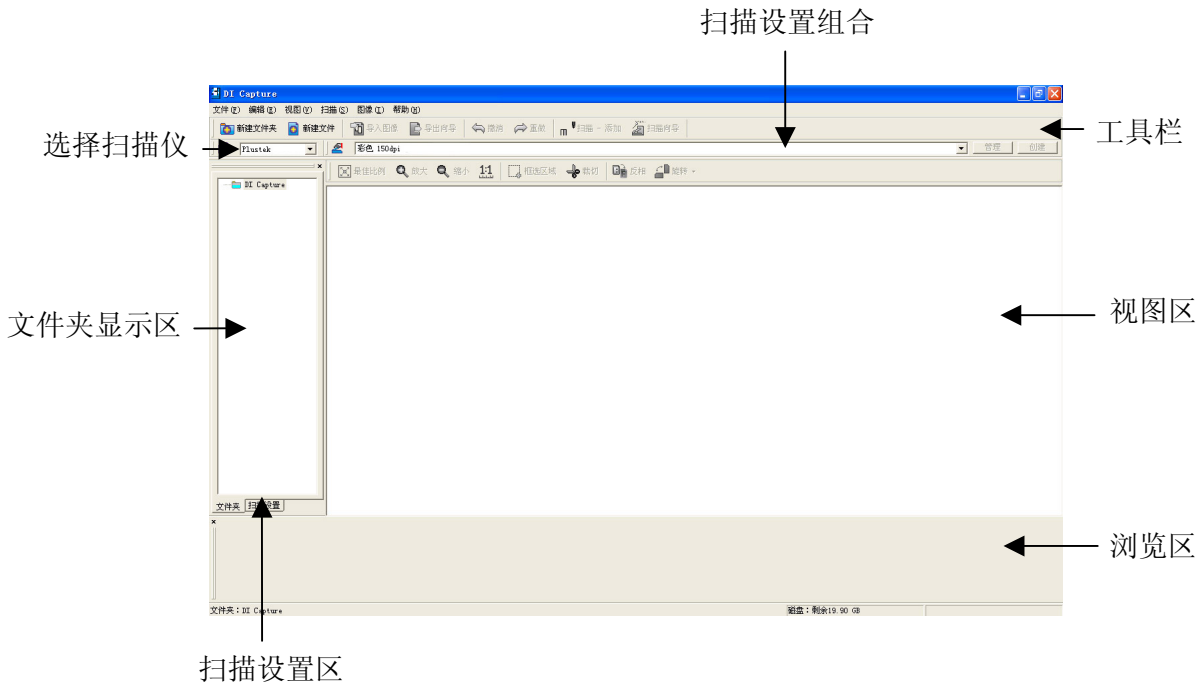 扫描设置组合
DI Capture
文件(F) 编辑(E) 视图(V) 扫描(S) 图像(I) 帮助(H)
新建文件夹 新建文件 导入图像 导出向导 撤消 重做 扫描 - 添加 扫描向导
工具栏
选择扫描仪
Plustek 彩色 150dpi 管理 创建
最佳比例 放大 缩小 1:1 框选区域 裁切 反相 旋转
DI Capture
文件夹显示区
视图区
文件夹 扫描设置
浏览区
文件夹：DI Capture 磁盘：剩余19.90 GB
扫描设置区